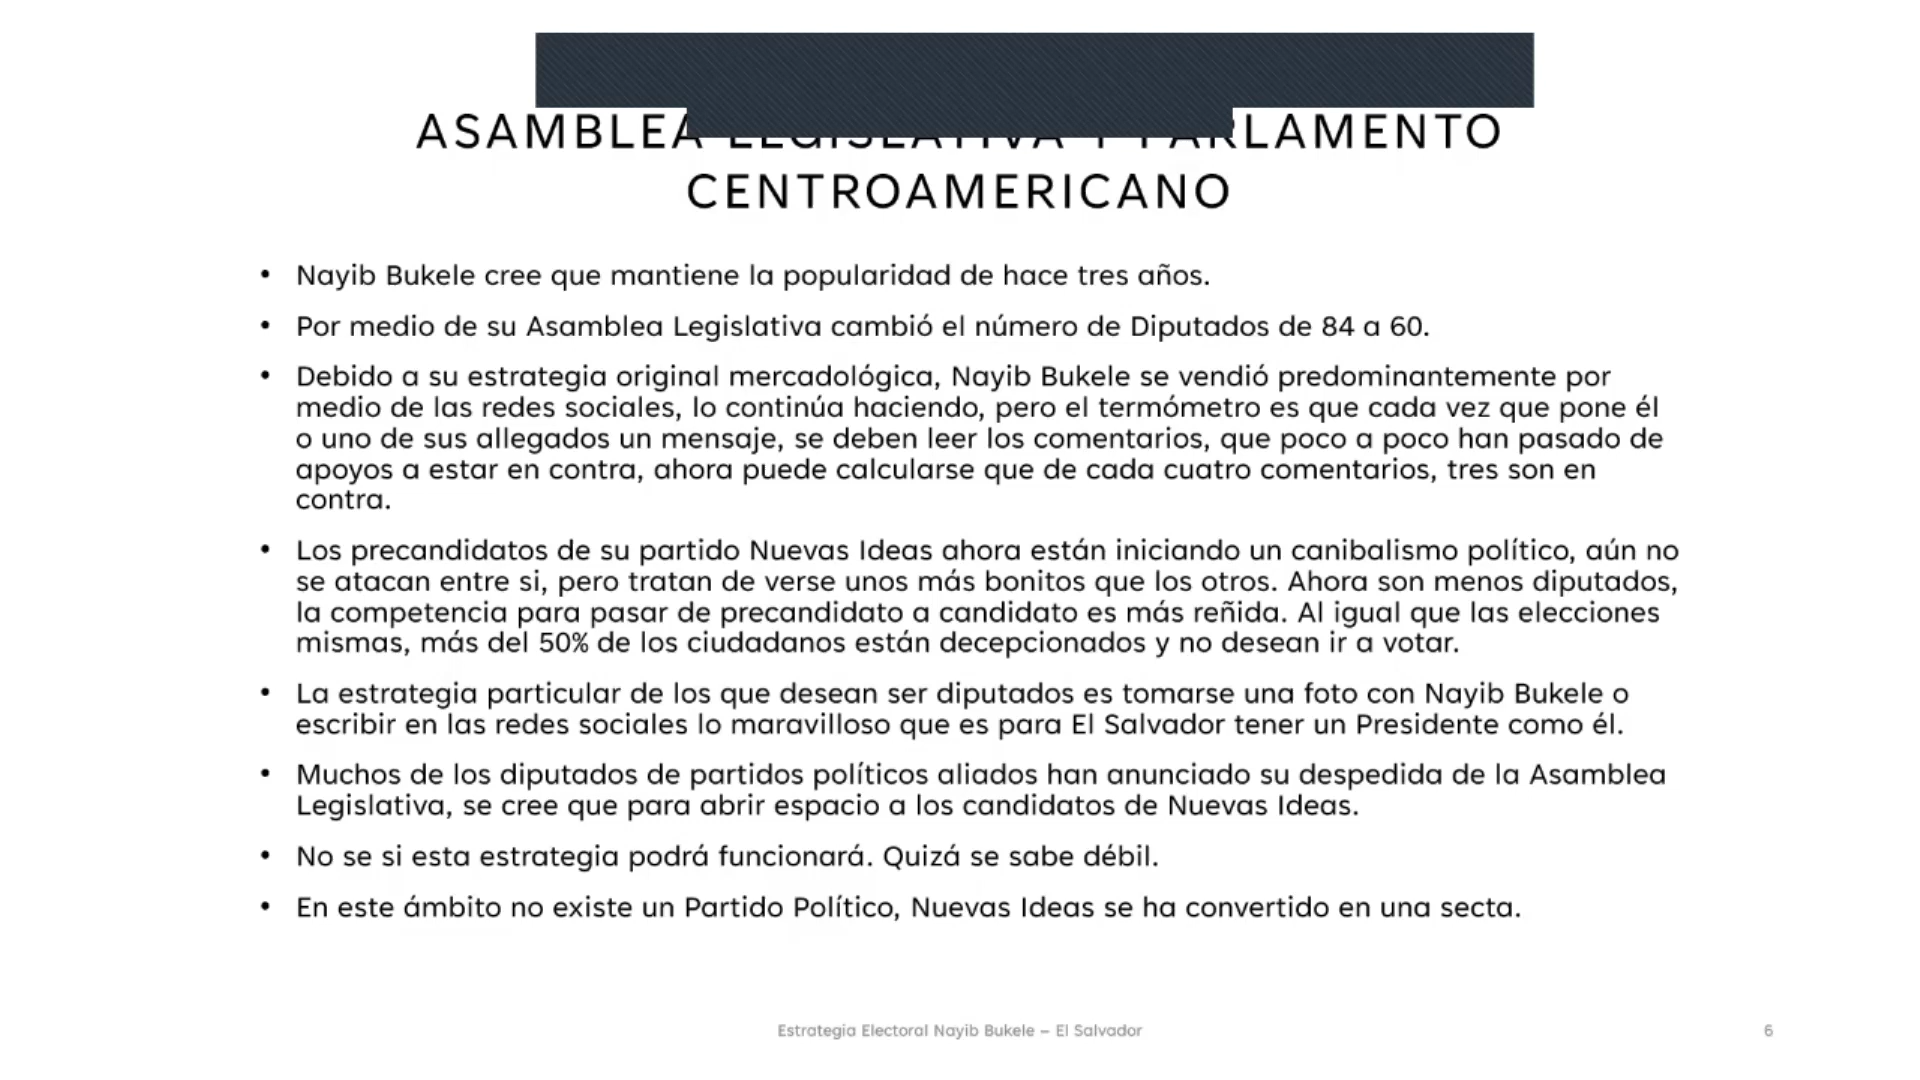 ASAMBLEA LEGISLATIVA Y PARLAMENTO
CENTROAMERICANO
• Nayib Bukele cree que mantiene la popularidad de hace tres años.
• Por medio de su Asamblea Legislativa cambió el número de Diputados de 84 a 60.
• Debido a su estrategia original mercadológica, Nayib Bukele se vendió predominantemente por
medio de las redes sociales, lo continúa haciendo, pero el termómetro es que cada vez que pone él
o uno de sus allegados un mensaje, se deben leer los comentarios, que poco a poco han pasado de
apoyos a estar en contra, ahora puede calcularse que de cada cuatro comentarios, tres son en
contra.
• Los precandidatos de su partido Nuevas Ideas ahora están iniciando un canibalismo político, aún no
se atacan entre si, pero tratan de verse unos más bonitos que los otros. Ahora son menos diputados,
la competencia para pasar de precandidato a candidato es más reñida. Al igual que las elecciones
mismas, más del 50% de los ciudadanos están decepcionados y no desean ir a votar.
• La estrategia particular de los que desean ser diputados es tomarse una foto con Nayib Bukele o
escribir en las redes sociales lo maravilloso que es para El Salvador tener un Presidente como él.
• Muchos de los diputados de partidos políticos aliados han anunciado su despedida de la Asamblea
Legislativa, se cree que para abrir espacio a los candidatos de Nuevas Ideas.
• No se si esta estrategia podrá funcionará. Quizá se sabe débil.
• En este ámbito no existe un Partido Político, Nuevas Ideas se ha convertido en una secta.
Estrategia Electoral Nayib Bukele – El Salvador
6